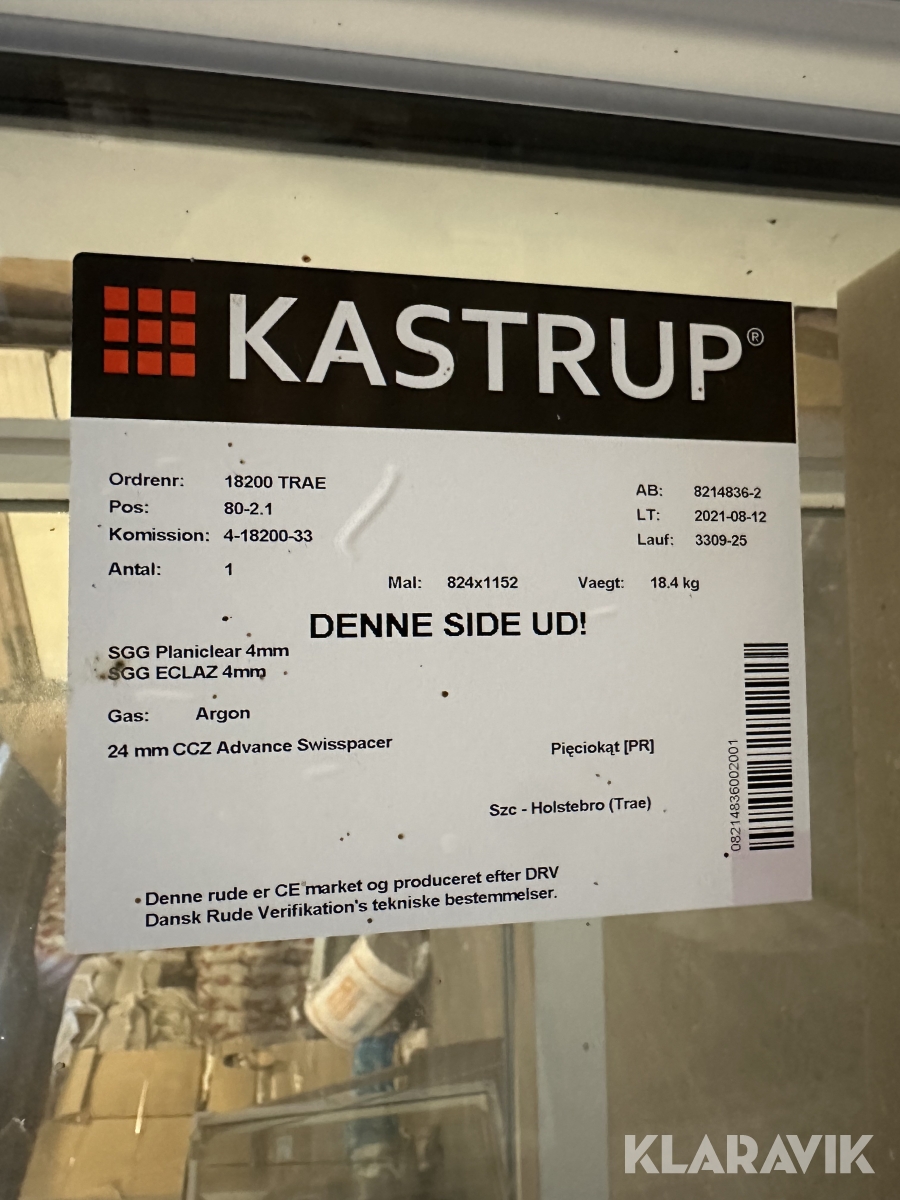 KASTRUP®
Ordrenr: 18200 TRAE
Pos: 80-2.1
Komission: 4-18200-33
Antal: 1
AB: 8214836-2
LT: 2021-08-12
Lauf: 3309-25
Mal: 824x1152 Vaegt: 18.4 kg
DENNE SIDE UD!
SGG Planiclear 4mm
SGG ECLAZ 4mm
Gas: Argon
24 mm CCZ Advance Swisspacer
Pięciokąt [PR]
Szc - Holstebro (Trae)
08214836002001
Denne rude er CE market og produceret efter DRV
Dansk Rude Verifikation's tekniske bestemmelser.
KLARAVIK